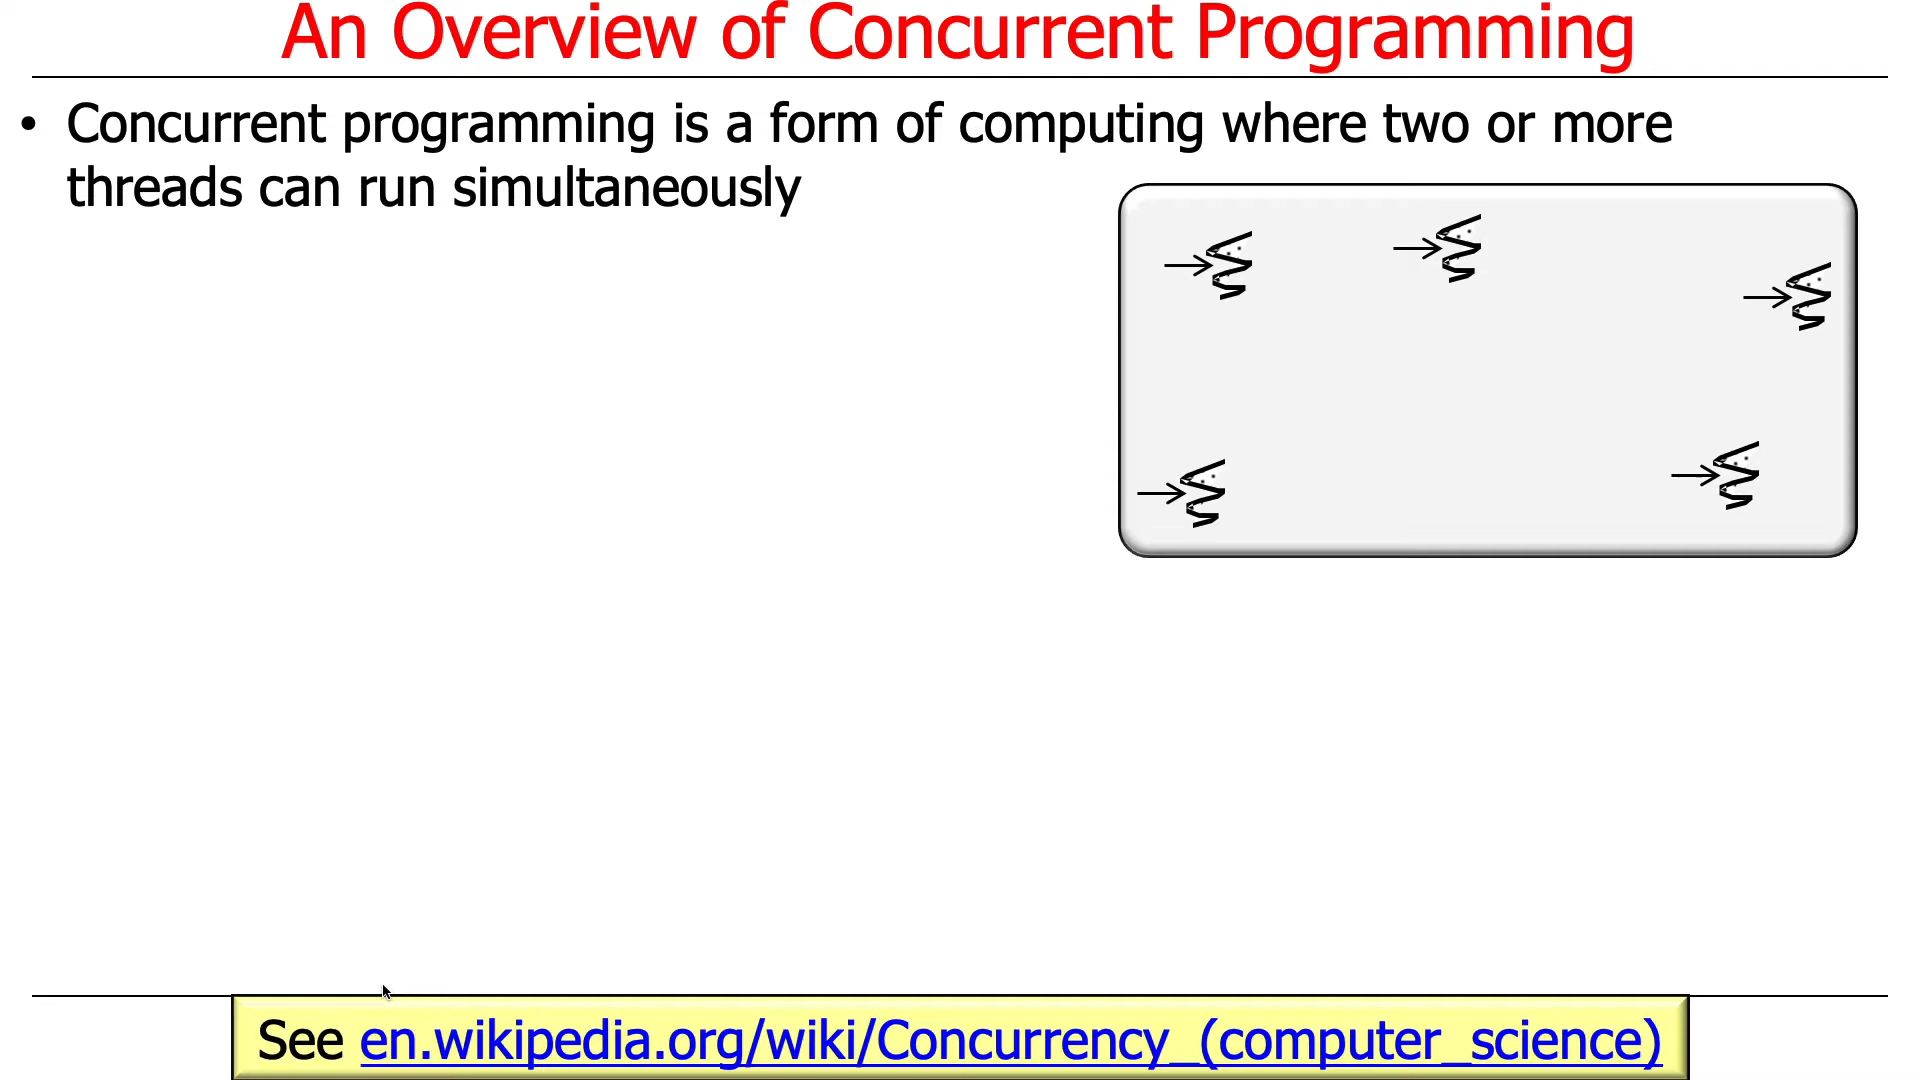 An Overview of Concurrent Programming
• Concurrent programming is a form of computing where two or more
threads can run simultaneously
See en.wikipedia.org/wiki/Concurrency_(computer_science)